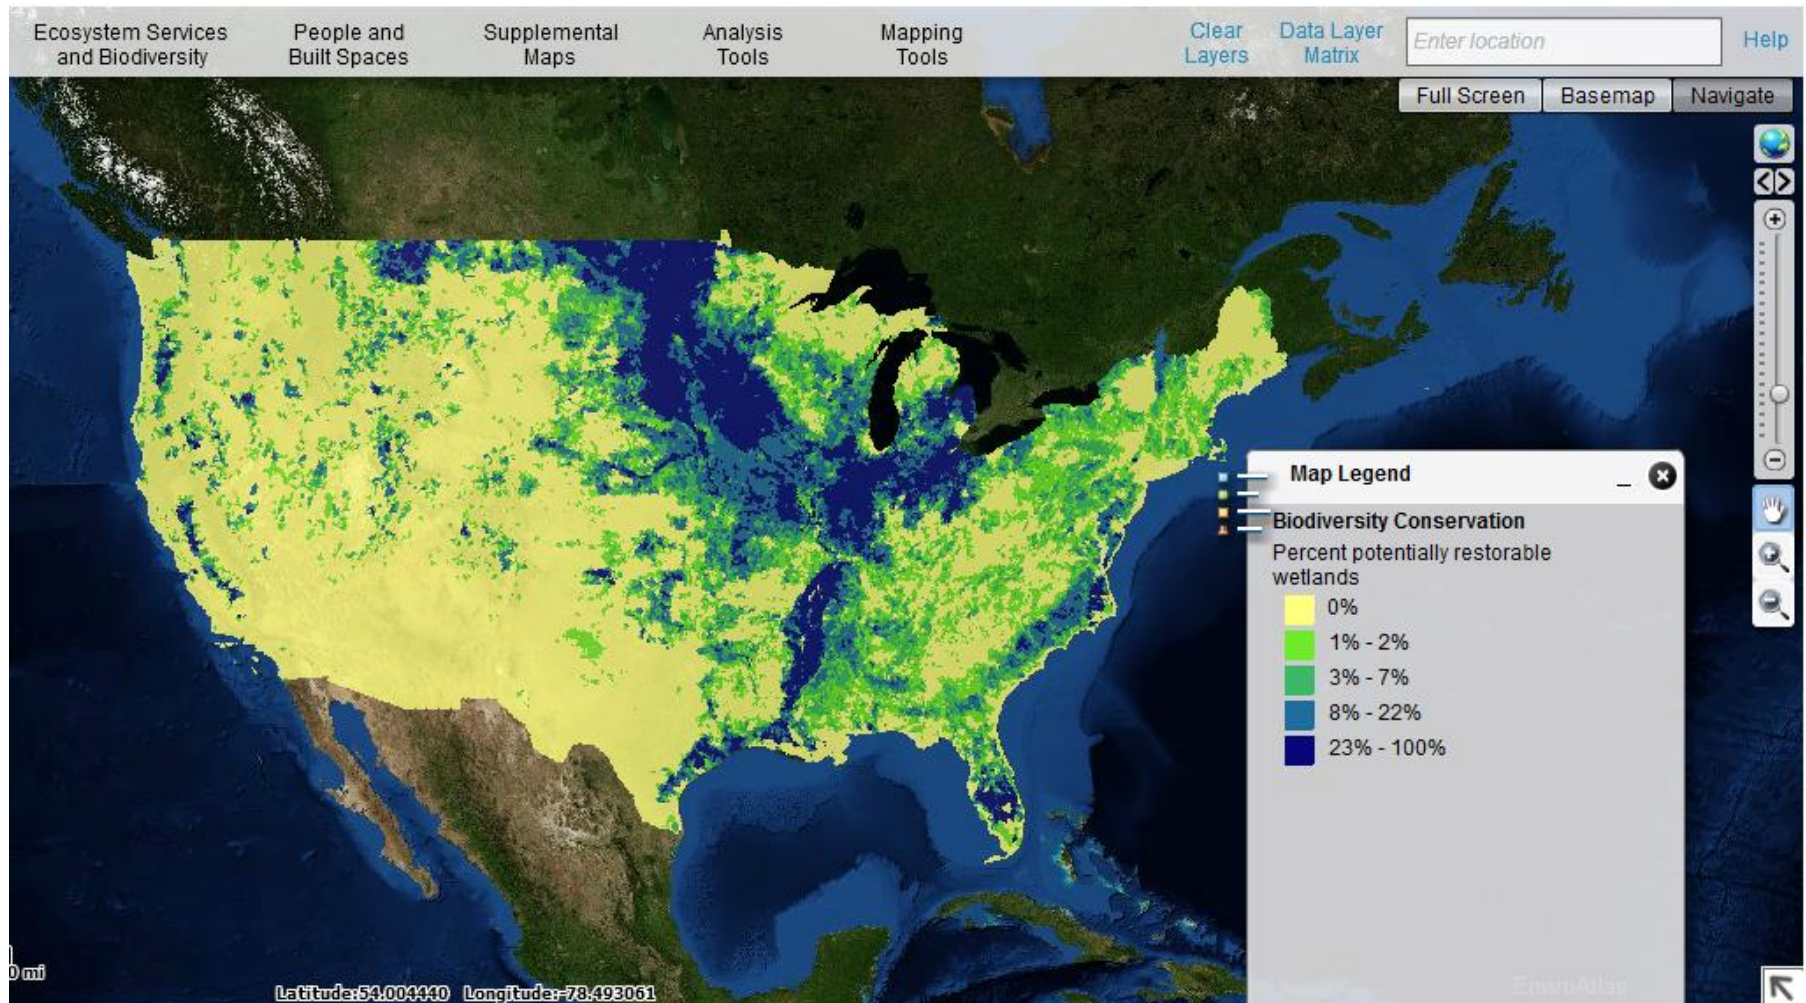 Ecosystem Services
and Biodiversity
People and
Built Spaces
Supplemental
Maps
Analysis
Tools
Mapping
Tools
Clear
Layers
Data Layer
Matrix
Enter location
Help
Full Screen
Basemap
Navigate
Map Legend
Biodiversity Conservation
Percent potentially restorable
wetlands
0%
1% - 2%
3% - 7%
8% - 22%
23% - 100%
0 mi
Latitude:54.004440 Longitude:-78.493061
EnviroAtlas